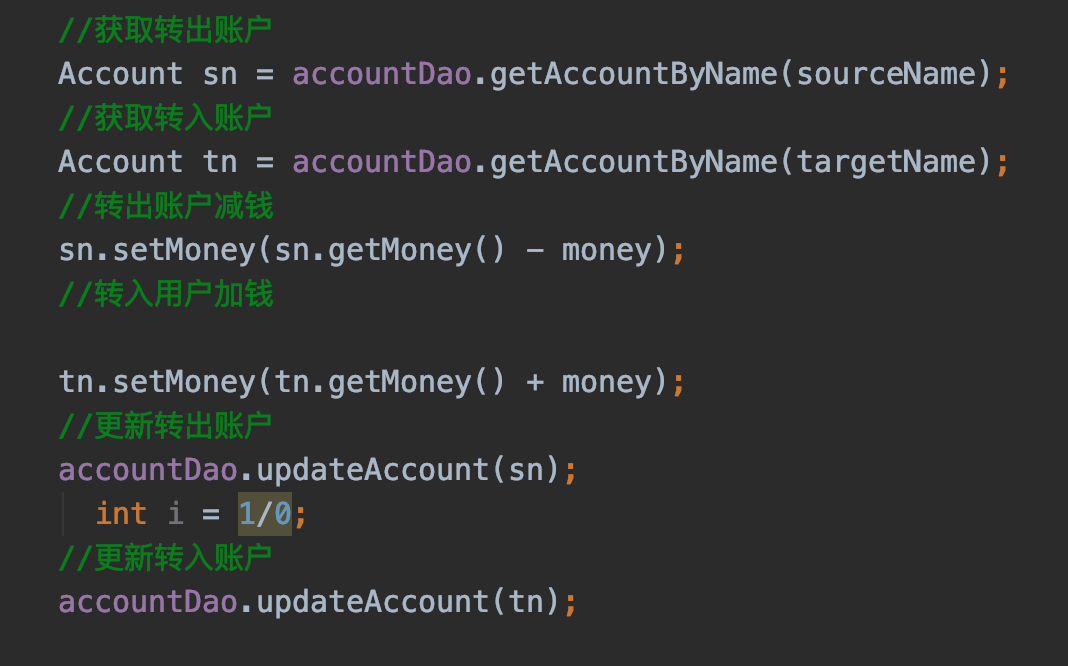 //获取转出账户
Account sn = accountDao.getAccountByName(sourceName);
//获取转入账户
Account tn = accountDao.getAccountByName(targetName);
//转出账户减钱
sn.setMoney(sn.getMoney() - money);
//转入用户加钱
tn.setMoney(tn.getMoney() + money);
//更新转出账户
accountDao.updateAccount(sn);
int i = 1/0;
//更新转入账户
accountDao.updateAccount(tn);